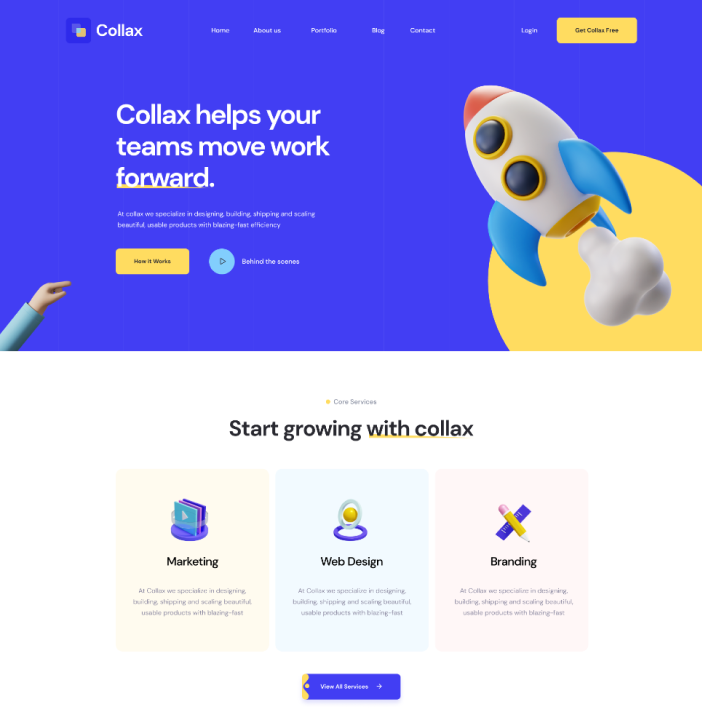 Collax
Home
About us
Portfolio
Blog
Contact
Login
Get Collax Free
Collax helps your
teams move work
forward.
At collax we specialize in designing, building, shipping and scaling
beautiful, usable products with blazing-fast efficiency
How it Works
Behind the scenes
Core Services
Start growing with collax
Marketing
At Collax we specialize in designing,
building, shipping and scaling beautiful,
usable products with blazing-fast
Web Design
At Collax we specialize in designing,
building, shipping and scaling beautiful,
usable products with blazing-fast
Branding
At Collax we specialize in designing,
building, shipping and scaling beautiful,
usable products with blazing-fast
View All Services